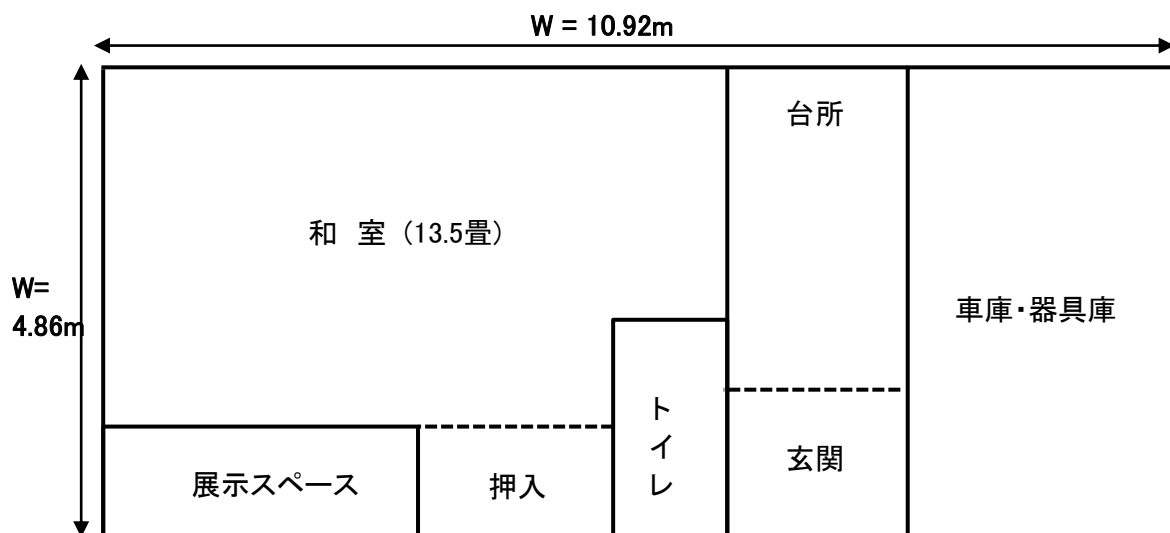 W = 10.92m
台所
和 室 (13.5畳)
W=
4.86m
車庫・器具庫
トイレ
玄関
展示スペース
押入